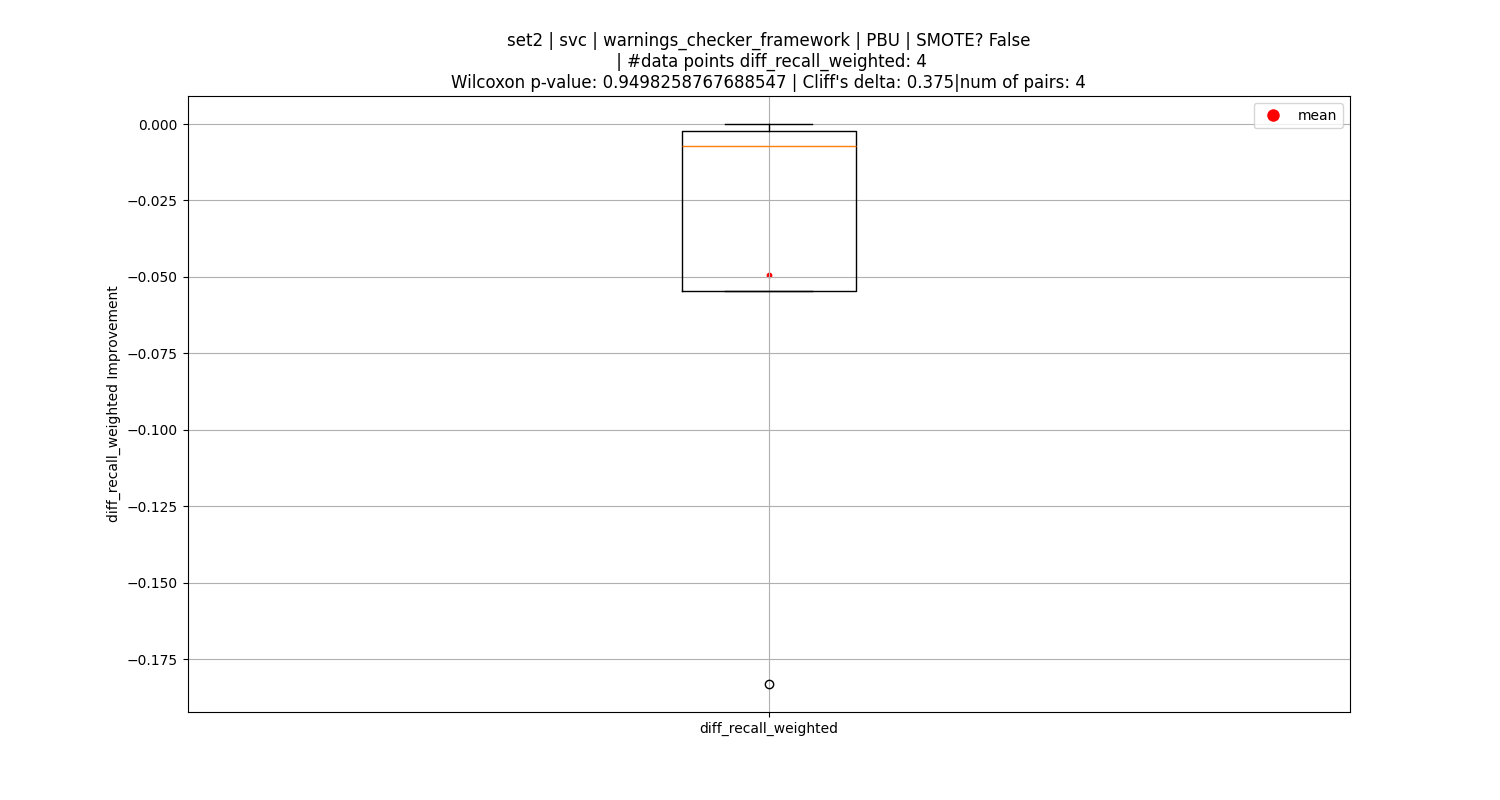 set2 | svc | warnings_checker_framework | PBU | SMOTE? False
| #data points diff_recall_weighted: 4
Wilcoxon p-value: 0.9498258767688547 | Cliff's delta: 0.375|num of pairs: 4
mean
0.000
−0.025
−0.050
−0.075
−0.100
−0.125
−0.150
−0.175
diff_recall_weighted Improvement
diff_recall_weighted